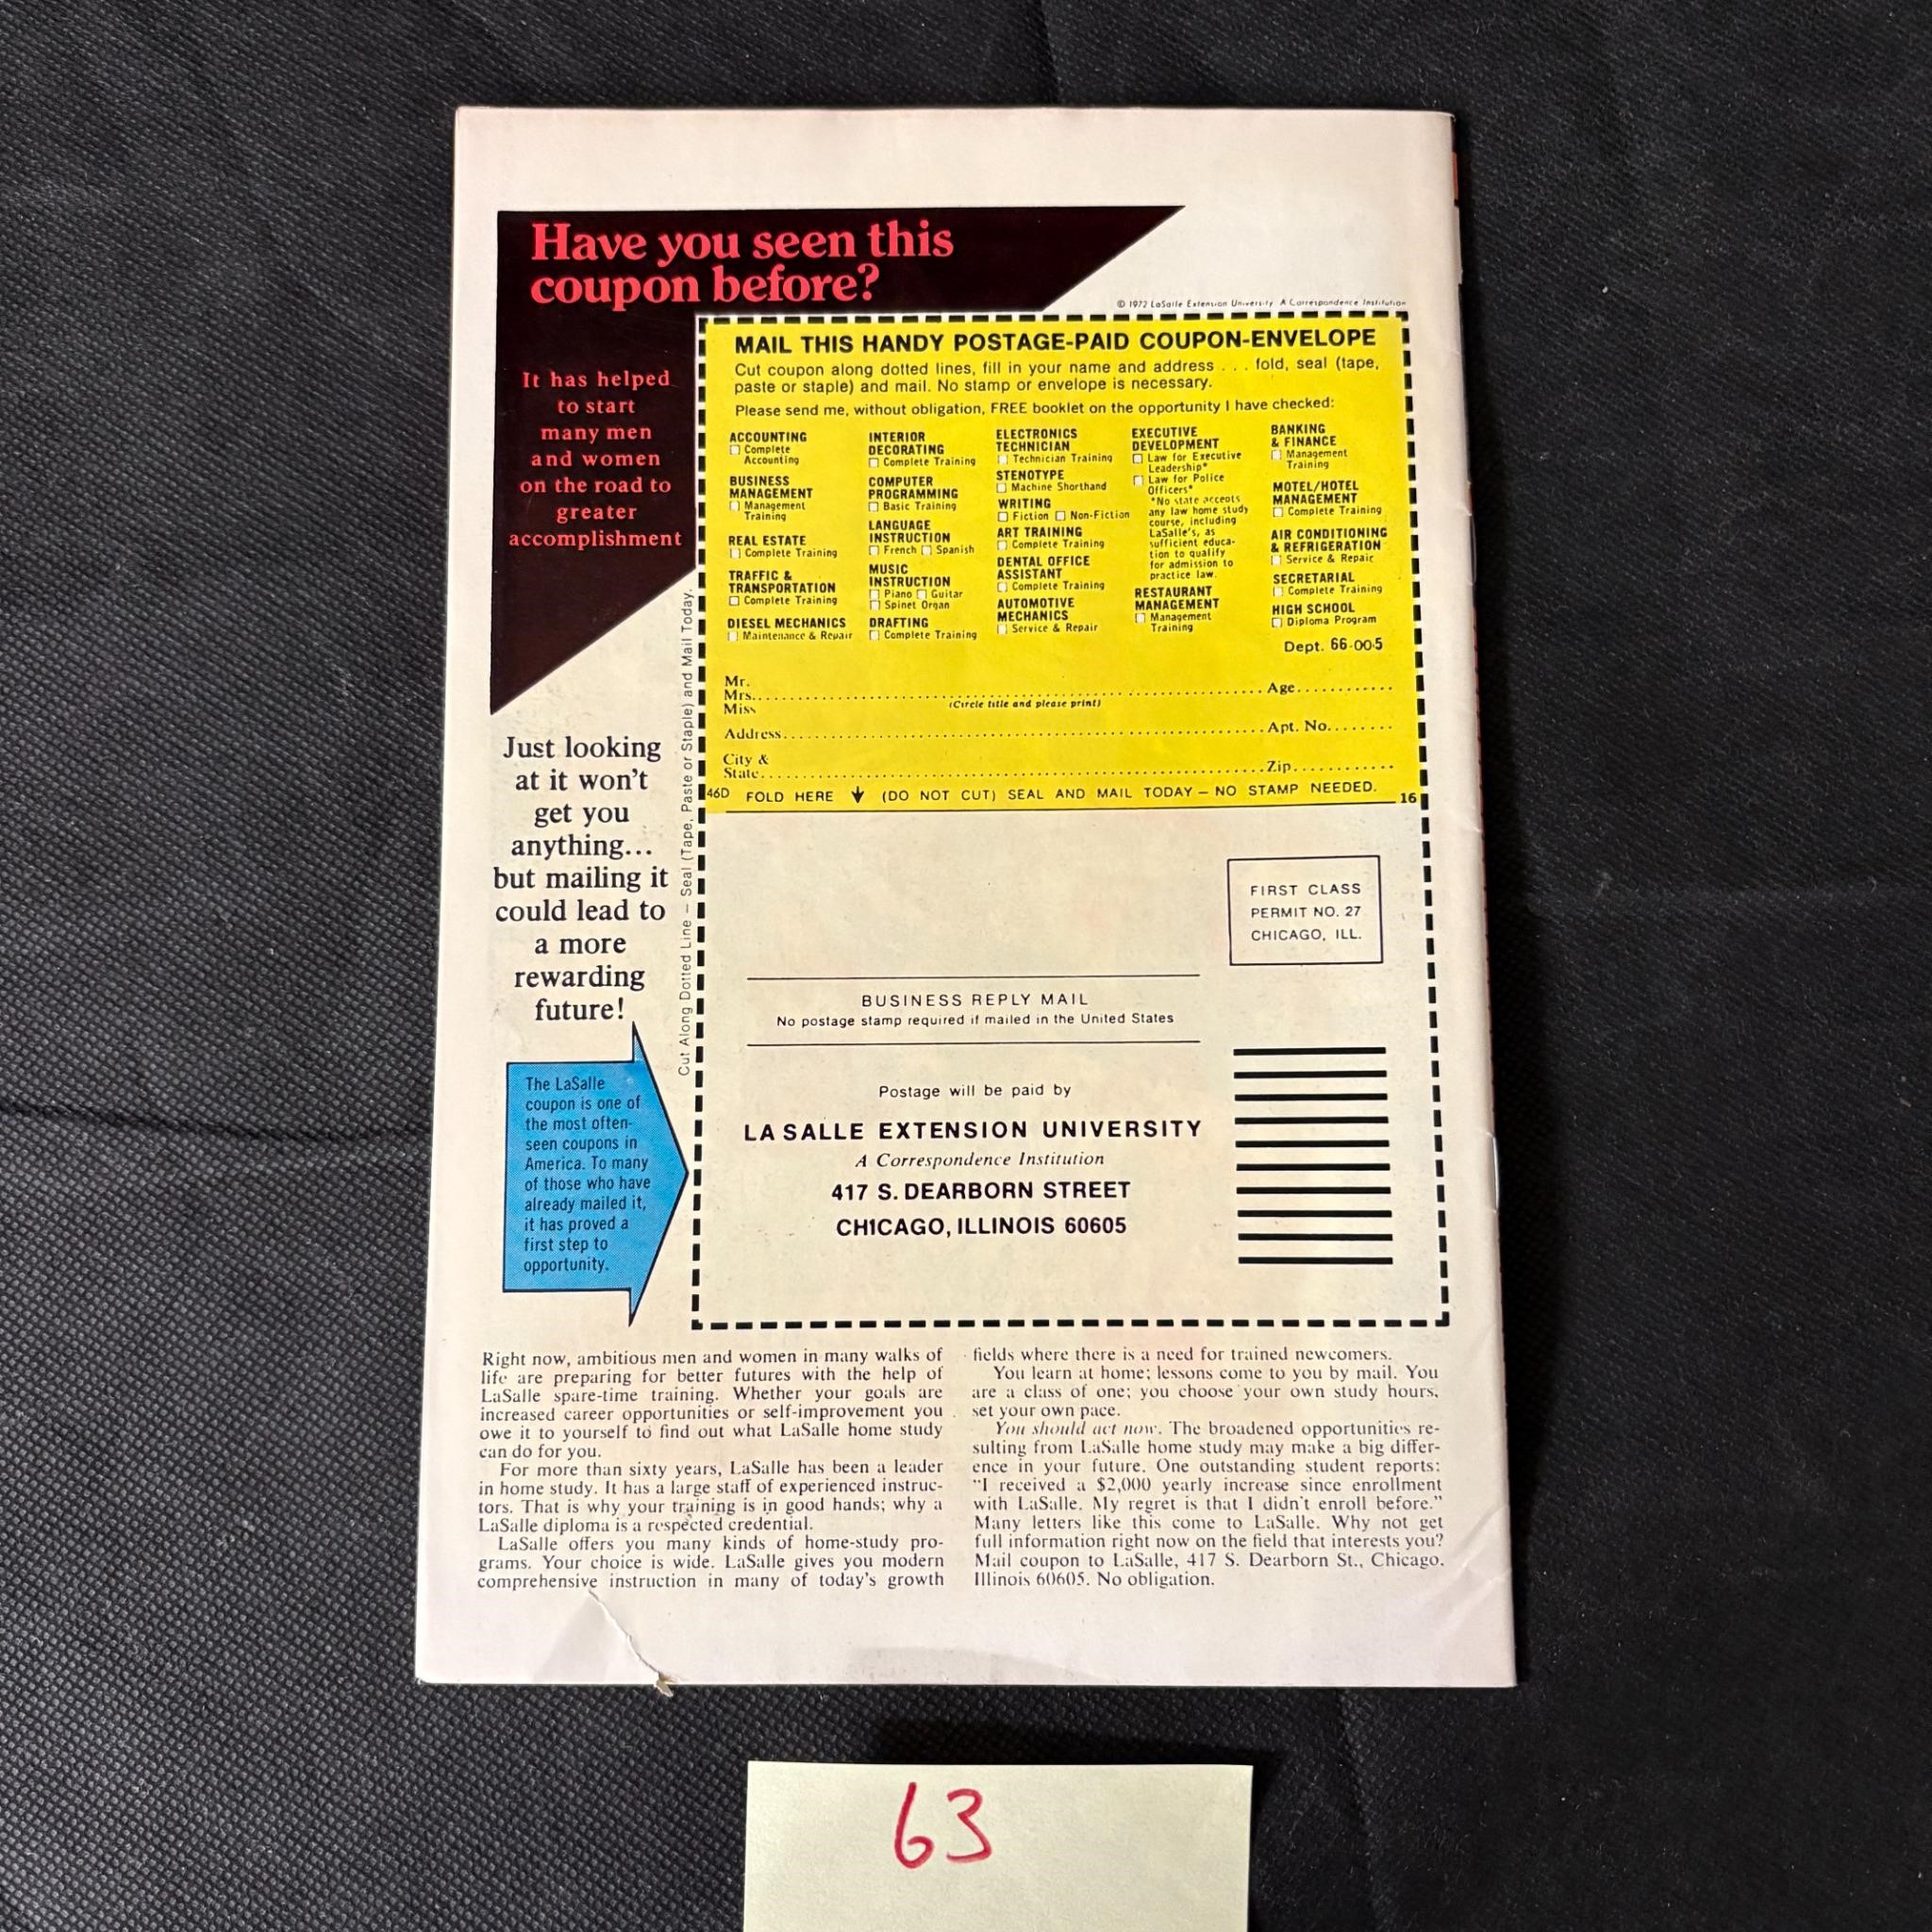 Have you seen this
coupon before?
It has helped
to start
many men
and women
on the road to
greater
accomplishment
© 1972 LaSalle Extension University A Correspondence Institution
MAIL THIS HANDY POSTAGE-PAID COUPON-ENVELOPE
Cut coupon along dotted lines, fill in your name and address . . . fold, seal (tape,
paste or staple) and mail. No stamp or envelope is necessary.
Please send me, without obligation, FREE booklet on the opportunity I have checked:
ACCOUNTING
Complete
Accounting
BUSINESS
MANAGEMENT
Management
Training
REAL ESTATE
Complete Training
TRAFFIC &
TRANSPORTATION
Complete Training
DIESEL MECHANICS
Maintenance & Repair
INTERIOR
DECORATING
Complete Training
COMPUTER
PROGRAMMING
Basic Training
LANGUAGE
INSTRUCTION
French Spanish
MUSIC
INSTRUCTION
Piano Guitar
Spinet Organ
DRAFTING
Complete Training
ELECTRONICS
TECHNICIAN
Technician Training
STENOTYPE
Machine Shorthand
WRITING
Fiction Non-Fiction
ART TRAINING
Complete Training
DENTAL OFFICE
ASSISTANT
Complete Training
AUTOMOTIVE
MECHANICS
Service & Repair
EXECUTIVE
DEVELOPMENT
Law for Executive
Leadership*
Law for Police
Officers*
*No state accepts
any law home study
course, including
LaSalle's, as
sufficient educa-
tion to qualify
for admission to
practice law.
RESTAURANT
MANAGEMENT
Management
Training
BANKING
& FINANCE
Management
Training
MOTEL/HOTEL
MANAGEMENT
Complete Training
AIR CONDITIONING
& REFRIGERATION
Service & Repair
SECRETARIAL
Complete Training
HIGH SCHOOL
Diploma Program
Dept. 66-005
Mr.
Mrs. Age
Miss (Circle title and please print)
Address Apt. No.
City &
State Zip
46D FOLD HERE (DO NOT CUT) SEAL AND MAIL TODAY – NO STAMP NEEDED. 16
Cut Along Dotted Line – Seal (Tape, Paste or Staple) and Mail Today.
Just looking
at it won't
get you
anything...
but mailing it
could lead to
a more
rewarding
future!
The LaSalle
coupon is one of
the most often-
seen coupons in
America. To many
of those who have
already mailed it,
it has proved a
first step to
opportunity.
FIRST CLASS
PERMIT NO. 27
CHICAGO, ILL.
BUSINESS REPLY MAIL
No postage stamp required if mailed in the United States
Postage will be paid by
LA SALLE EXTENSION UNIVERSITY
A Correspondence Institution
417 S. DEARBORN STREET
CHICAGO, ILLINOIS 60605
Right now, ambitious men and women in many walks of
life are preparing for better futures with the help of
LaSalle spare-time training. Whether your goals are
increased career opportunities or self-improvement you
owe it to yourself to find out what LaSalle home study
can do for you.
For more than sixty years, LaSalle has been a leader
in home study. It has a large staff of experienced instruc-
tors. That is why your training is in good hands; why a
LaSalle diploma is a respected credential.
LaSalle offers you many kinds of home-study pro-
grams. Your choice is wide. LaSalle gives you modern
comprehensive instruction in many of today's growth
fields where there is a need for trained newcomers.
You learn at home; lessons come to you by mail. You
are a class of one; you choose your own study hours,
set your own pace.
You should act now. The broadened opportunities re-
sulting from LaSalle home study may make a big differ-
ence in your future. One outstanding student reports:
"I received a $2,000 yearly increase since enrollment
with LaSalle. My regret is that I didn't enroll before."
Many letters like this come to LaSalle. Why not get
full information right now on the field that interests you?
Mail coupon to LaSalle, 417 S. Dearborn St., Chicago,
Illinois 60605. No obligation.
63